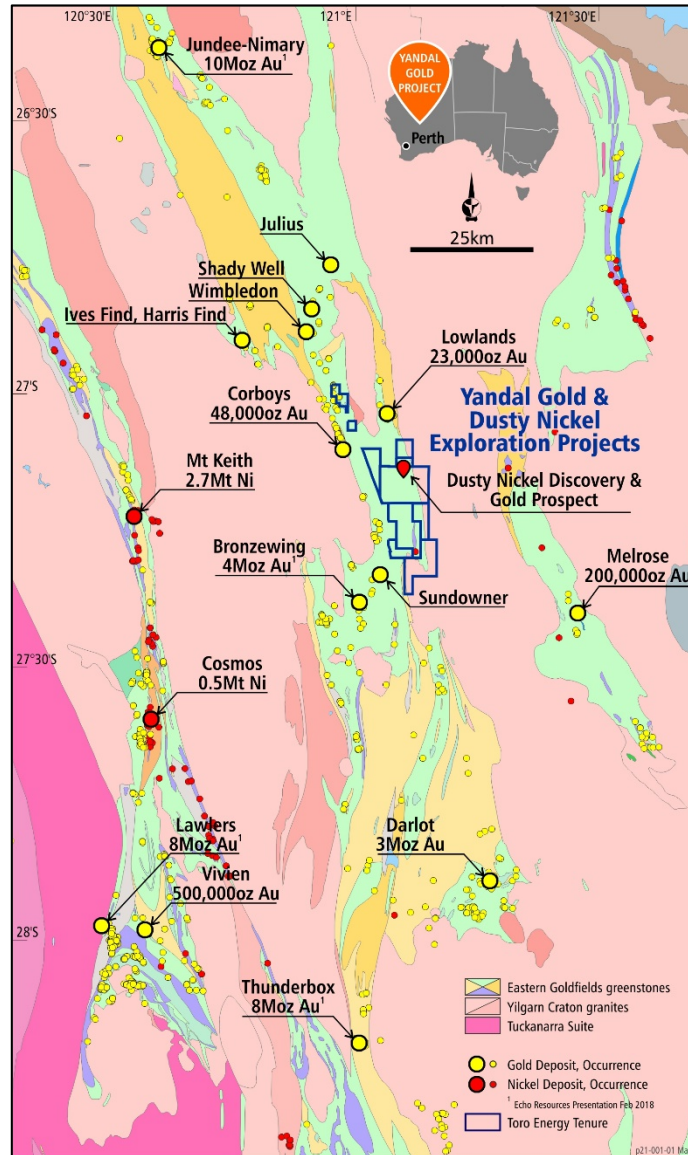 120°30'S
121°0'S
121°30'S
Jundee-Nimary
10Moz Au¹
YANDAL
GOLD
PROJECT
Perth
26°30'S
25km
Julius
Shady Well
Wimbledon
Ives Find, Harris Find
Lowlands
23,000oz Au
27°S
Corboys
48,000oz Au
Yandal Gold &
Dusty Nickel
Exploration Projects
Mt Keith
2.7Mt Ni
Dusty Nickel Discovery &
Gold Prospect
Bronzewing
4Moz Au¹
Sundowner
Melrose
200,000oz Au
27°30'S
Cosmos
0.5Mt Ni
Lawlers
8Moz Au¹
Vivien
500,000oz Au
Darlot
3Moz Au
28°S
Thunderbox
8Moz Au¹
Eastern Goldfields greenstones
Yilgarn Craton granites
Tuckanarra Suite
Gold Deposit, Occurrence
Nickel Deposit, Occurrence
¹ Echo Resources Presentation Feb 2018
Toro Energy Tenure